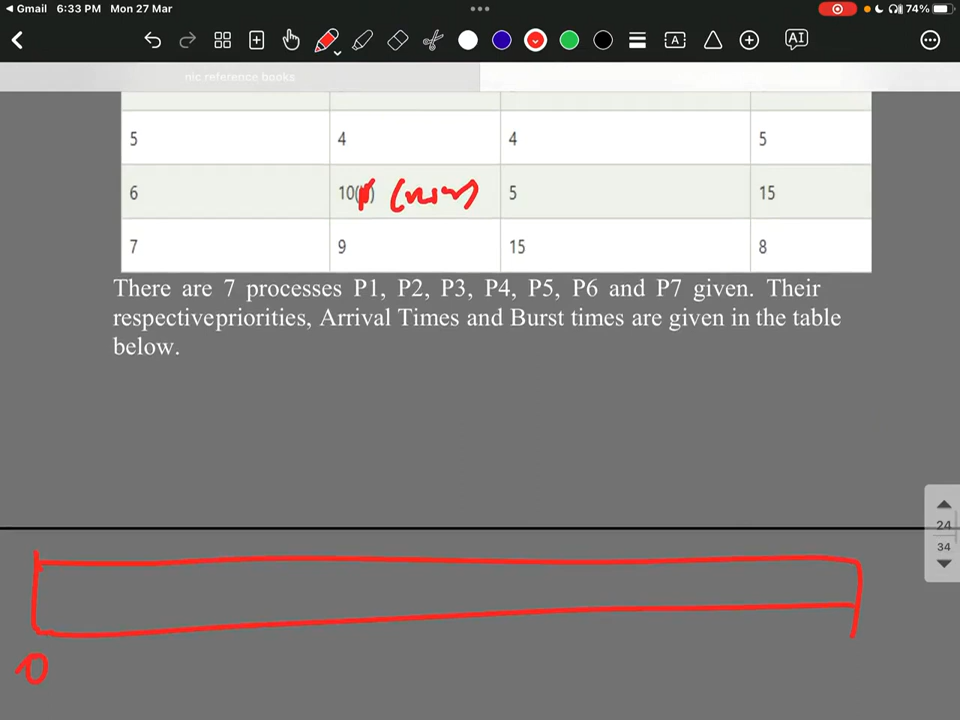 Gmail 6:33 PM Mon 27 Mar 74%
A AI
nic reference books
5 4 4 5
6 10( ) 5 15
7 9 15 8
There are 7 processes P1, P2, P3, P4, P5, P6 and P7 given. Their
respectivepriorities, Arrival Times and Burst times are given in the table
below.
24
34
0